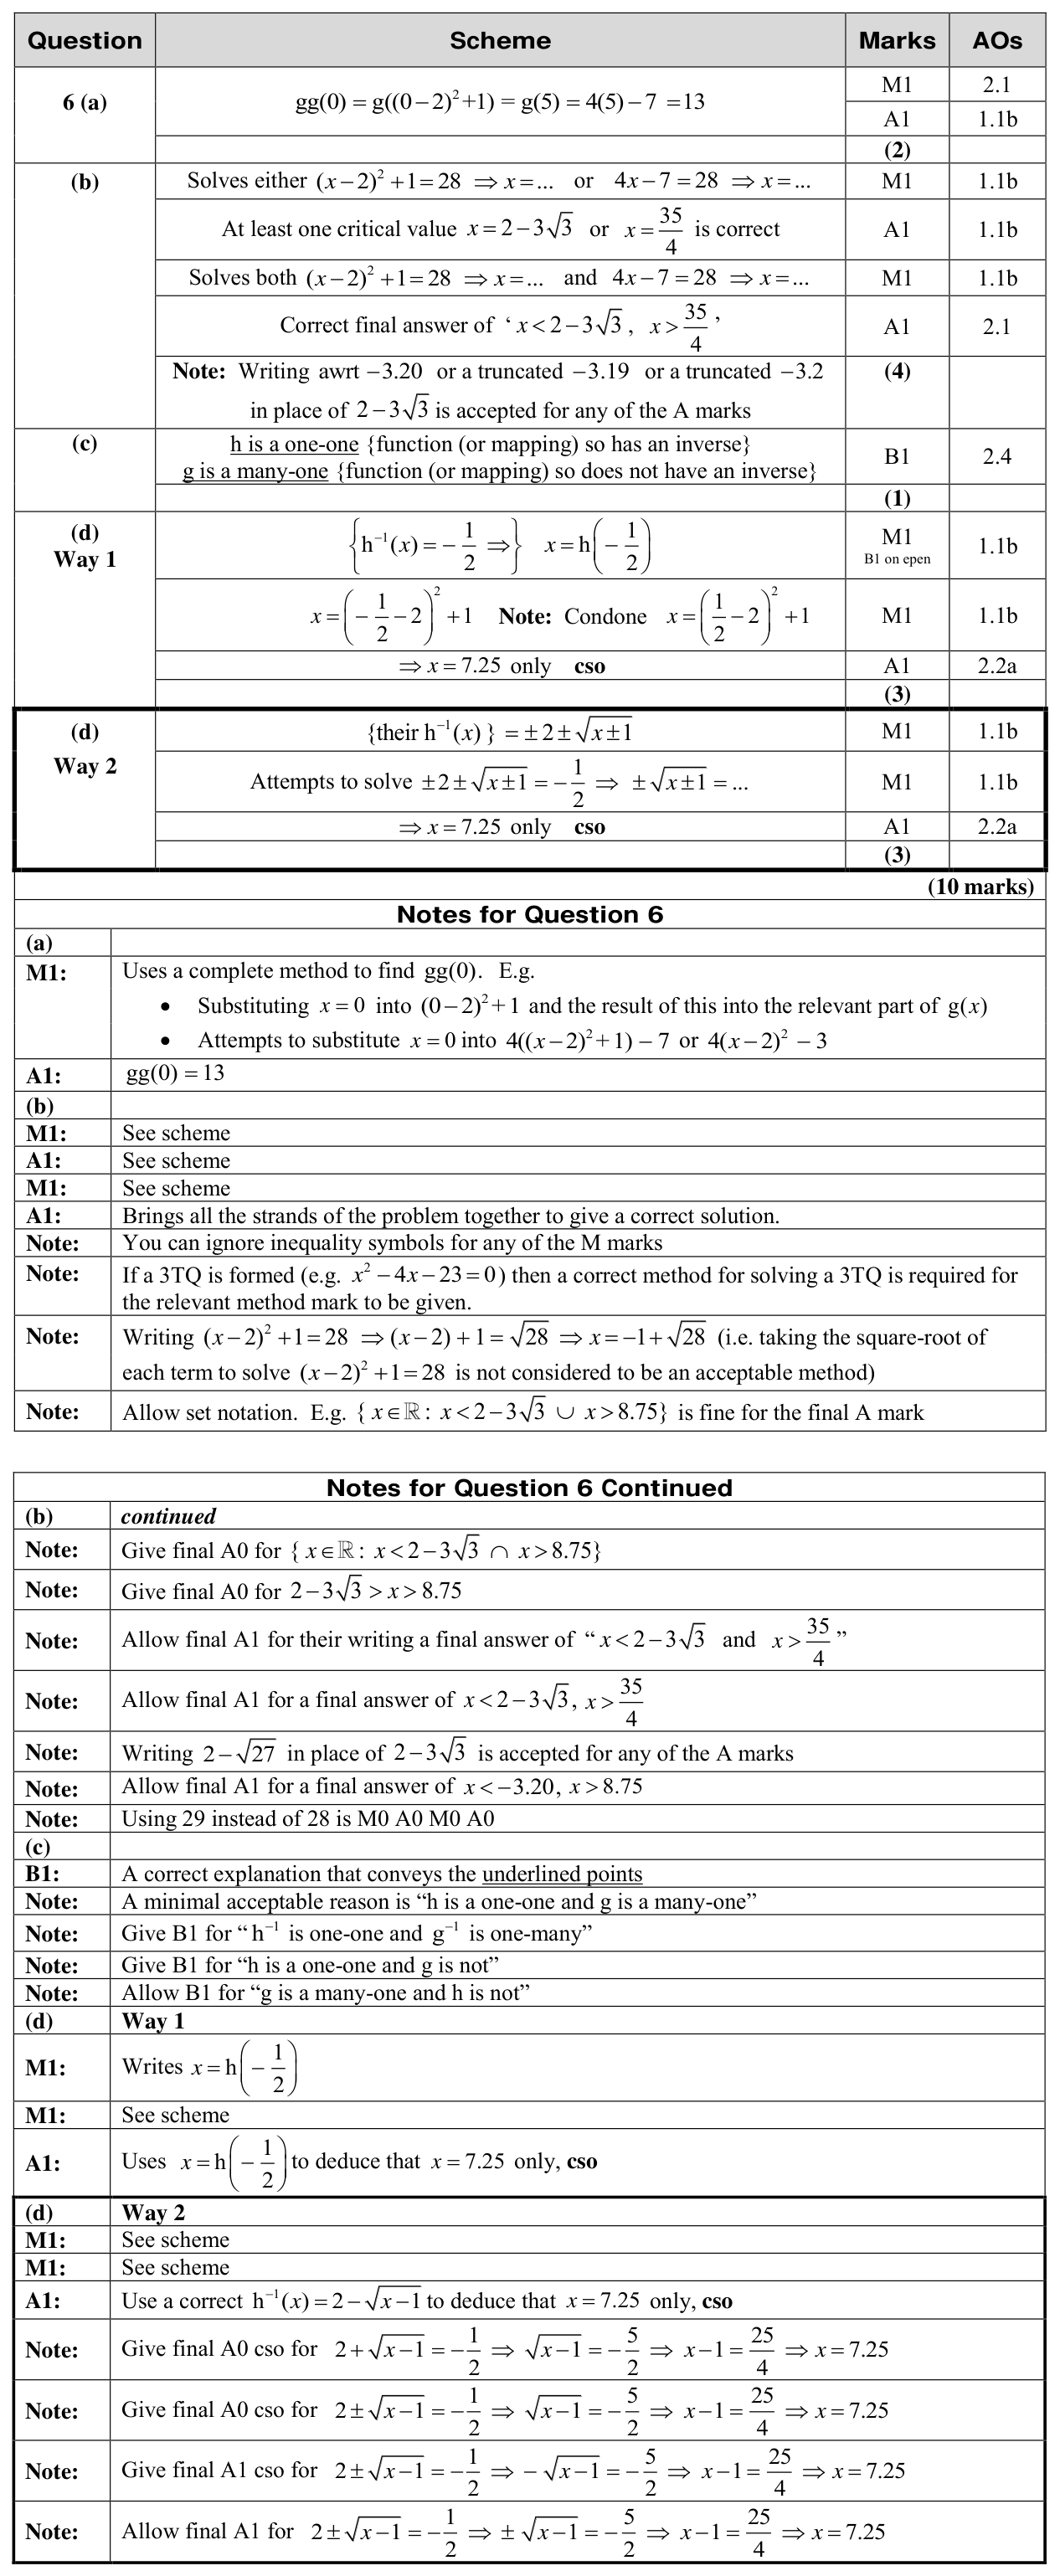 Question Scheme Marks AOs
6 (a) gg(0) = g((0−2)²+1) = g(5) = 4(5)−7 =13 M1 2.1
A1 1.1b
(2)
(b) Solves either (x−2)² +1=28 ⇒ x=... or 4x−7=28 ⇒ x=... M1 1.1b
At least one critical value x=2−3√3 or x=35/4 is correct A1 1.1b
Solves both (x−2)² +1=28 ⇒ x=... and 4x−7=28 ⇒ x=... M1 1.1b
Correct final answer of ‘ x<2−3√3 , x>35/4 ’ A1 2.1
Note: Writing awrt −3.20 or a truncated −3.19 or a truncated −3.2 (4)
in place of 2−3√3 is accepted for any of the A marks
(c) h is a one-one {function (or mapping) so has an inverse}
g is a many-one {function (or mapping) so does not have an inverse} B1 2.4
(1)
(d) Way 1 {h⁻¹(x) = −1/2 ⇒} x=h(−1/2) M1 B1 on epen 1.1b
x=(−1/2−2)² +1 Note: Condone x=(1/2−2)² +1 M1 1.1b
⇒ x=7.25 only cso A1 2.2a
(3)
(d) Way 2 {their h⁻¹(x) } = ±2±√(x±1) M1 1.1b
Attempts to solve ±2±√(x±1) = −1/2 ⇒ ±√(x±1) = ... M1 1.1b
⇒ x=7.25 only cso A1 2.2a
(3)
(10 marks)
Notes for Question 6
(a)
M1: Uses a complete method to find gg(0). E.g.
• Substituting x=0 into (0−2)²+1 and the result of this into the relevant part of g(x)
• Attempts to substitute x=0 into 4((x−2)²+1) − 7 or 4(x−2)² − 3
A1: gg(0) =13
(b)
M1: See scheme
A1: See scheme
M1: See scheme
A1: Brings all the strands of the problem together to give a correct solution.
Note: You can ignore inequality symbols for any of the M marks
Note: If a 3TQ is formed (e.g. x² −4x−23=0) then a correct method for solving a 3TQ is required for
the relevant method mark to be given.
Note: Writing (x−2)² +1=28 ⇒ (x−2) +1=√28 ⇒ x=−1+√28 (i.e. taking the square-root of
each term to solve (x−2)² +1=28 is not considered to be an acceptable method)
Note: Allow set notation. E.g. { x∈ℝ: x<2−3√3 ∪ x>8.75} is fine for the final A mark
Notes for Question 6 Continued
(b) continued
Note: Give final A0 for { x∈ℝ: x<2−3√3 ∩ x>8.75}
Note: Give final A0 for 2−3√3 >x>8.75
Note: Allow final A1 for their writing a final answer of “ x<2−3√3 and x>35/4 ”
Note: Allow final A1 for a final answer of x<2−3√3, x>35/4
Note: Writing 2−√27 in place of 2−3√3 is accepted for any of the A marks
Note: Allow final A1 for a final answer of x<−3.20, x>8.75
Note: Using 29 instead of 28 is M0 A0 M0 A0
(c)
B1: A correct explanation that conveys the underlined points
Note: A minimal acceptable reason is “h is a one-one and g is a many-one”
Note: Give B1 for “ h⁻¹ is one-one and g⁻¹ is one-many”
Note: Give B1 for “h is a one-one and g is not”
Note: Allow B1 for “g is a many-one and h is not”
(d) Way 1
M1: Writes x=h(−1/2)
M1: See scheme
A1: Uses x=h(−1/2) to deduce that x=7.25 only, cso
(d) Way 2
M1: See scheme
M1: See scheme
A1: Use a correct h⁻¹(x) = 2−√(x−1) to deduce that x=7.25 only, cso
Note: Give final A0 cso for 2+√(x−1) = −1/2 ⇒ √(x−1) = −5/2 ⇒ x−1=25/4 ⇒ x=7.25
Note: Give final A0 cso for 2±√(x−1) = −1/2 ⇒ √(x−1) = −5/2 ⇒ x−1=25/4 ⇒ x=7.25
Note: Give final A1 cso for 2±√(x−1) = −1/2 ⇒ −√(x−1) = −5/2 ⇒ x−1=25/4 ⇒ x=7.25
Note: Allow final A1 for 2±√(x−1) = −1/2 ⇒ ±√(x−1) = −5/2 ⇒ x−1=25/4 ⇒ x=7.25